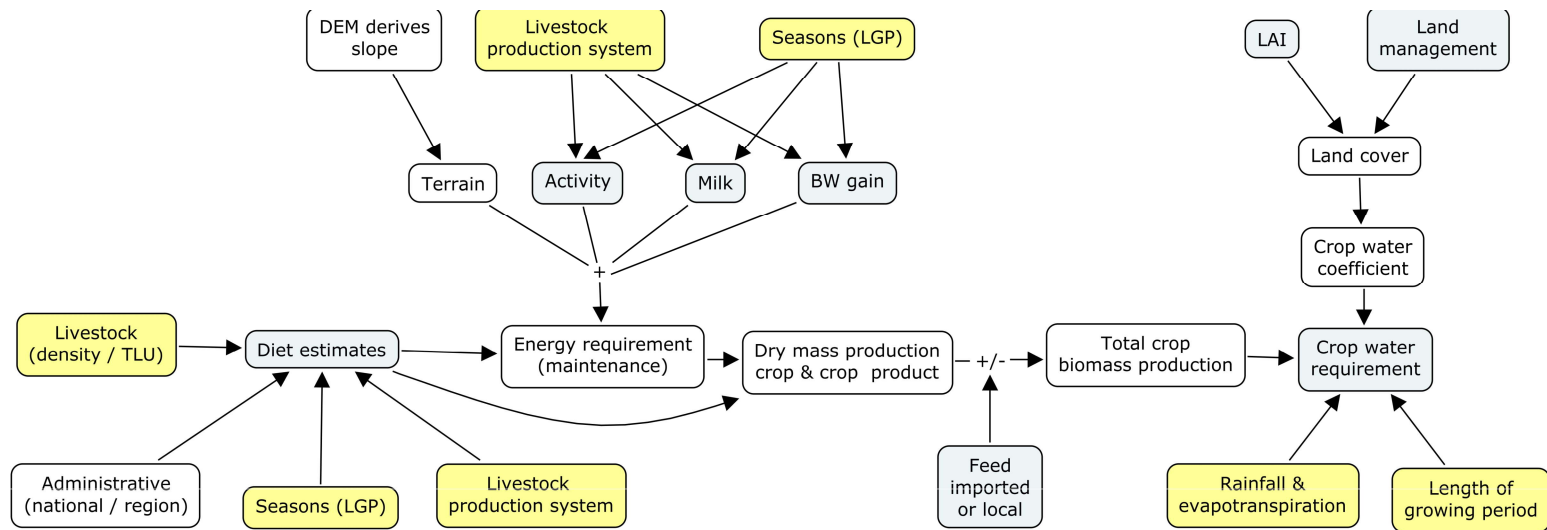 DEM derives
slope
Livestock
production system
Seasons (LGP)
LAI
Land
management
Land cover
Terrain
Activity
Milk
BW gain
Crop water
coefficient
+
Livestock
(density / TLU)
Diet estimates
Energy requirement
(maintenance)
Dry mass production
crop & crop product
+/-
Total crop
biomass production
Crop water
requirement
Administrative
(national / region)
Seasons (LGP)
Livestock
production system
Feed
imported
or local
Rainfall &
evapotranspiration
Length of
growing period